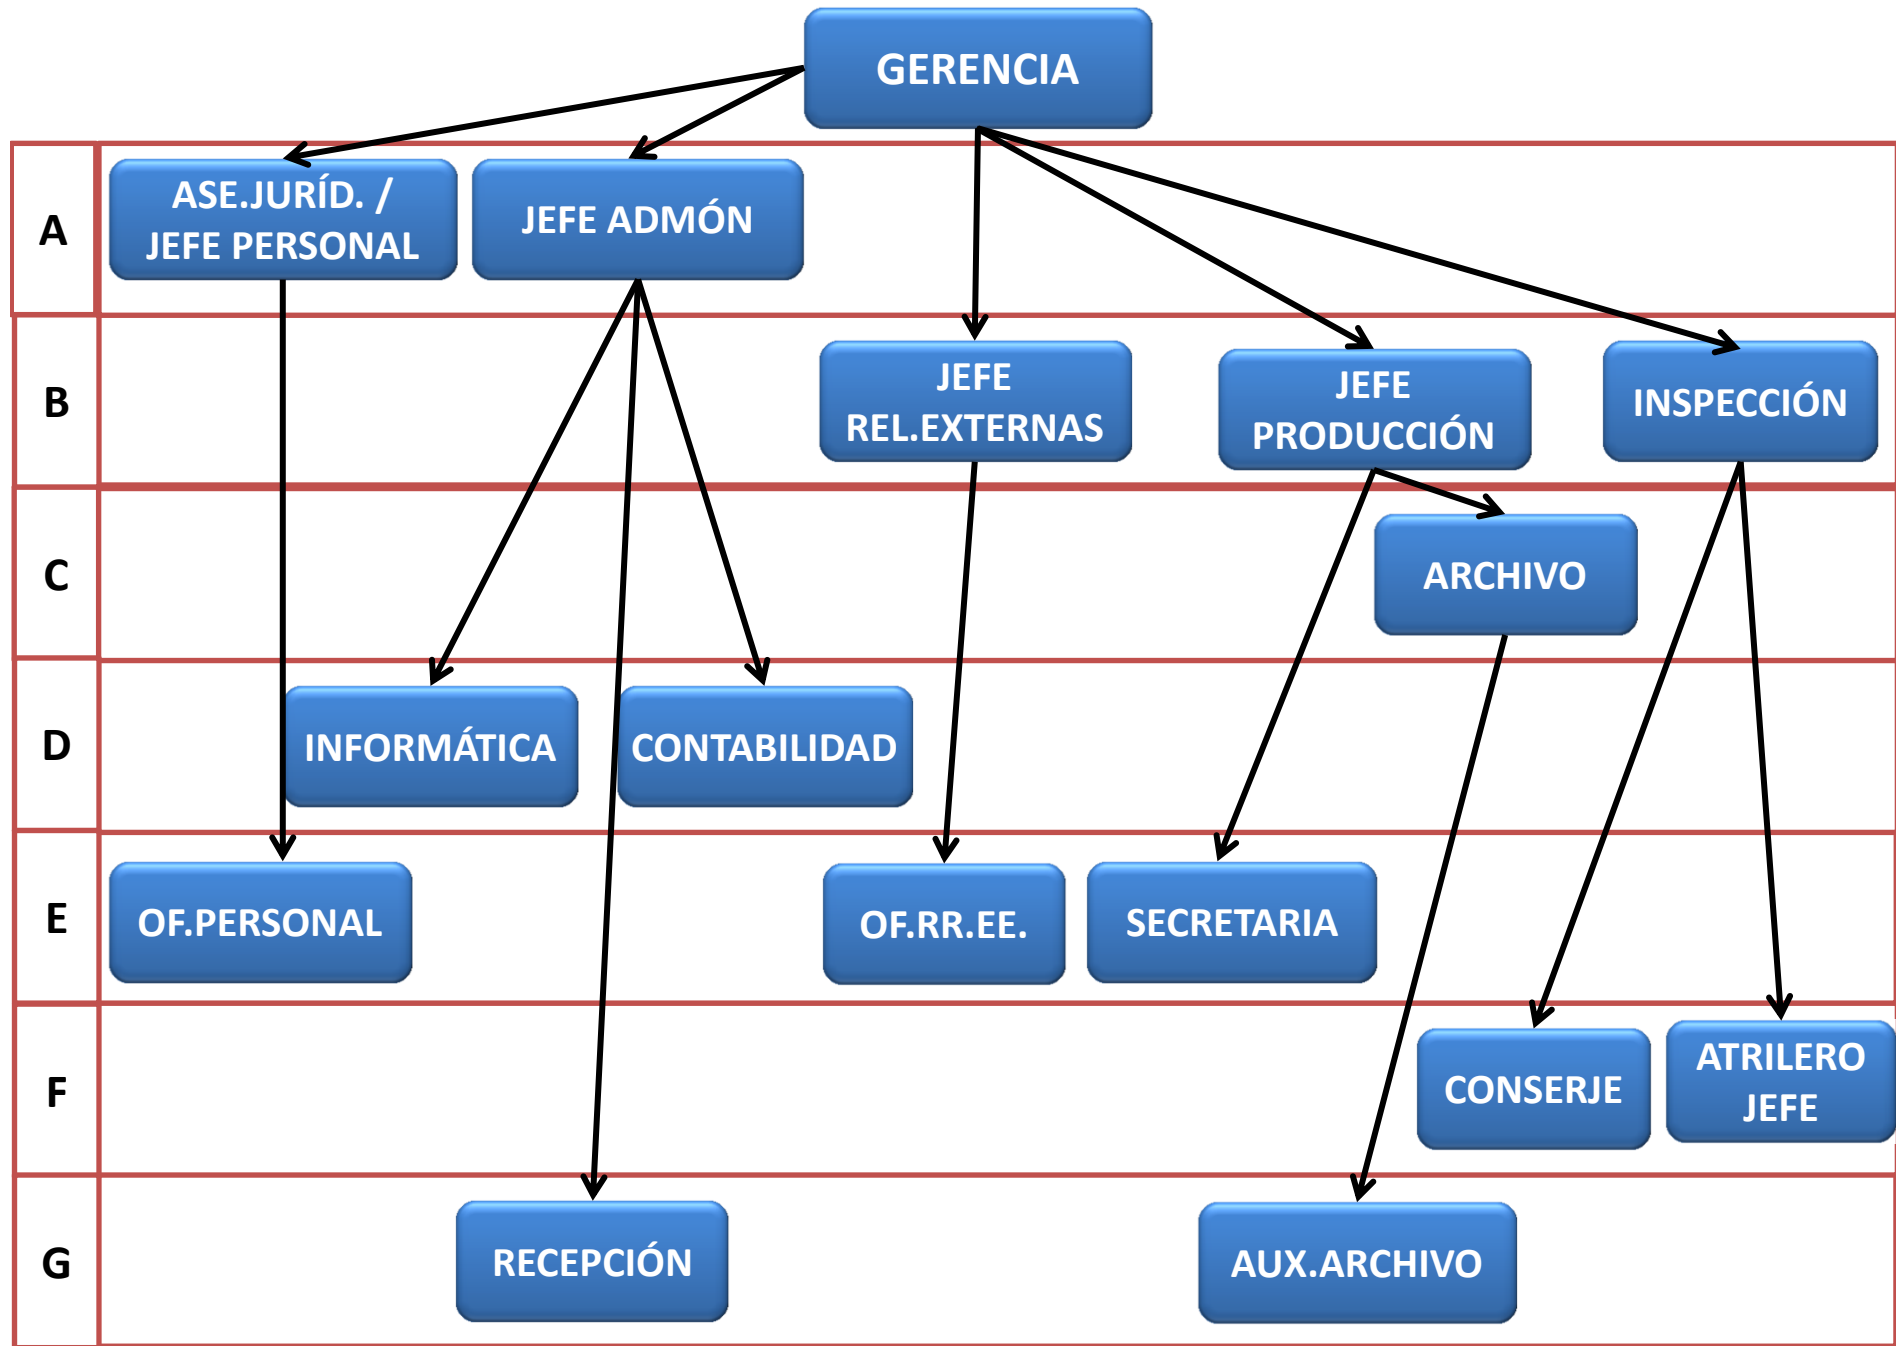 GERENCIA
A
ASE.JURÍD. /
JEFE PERSONAL
JEFE ADMÓN
B
JEFE
REL.EXTERNAS
JEFE
PRODUCCIÓN
INSPECCIÓN
C
ARCHIVO
D
INFORMÁTICA
CONTABILIDAD
E
OF.PERSONAL
OF.RR.EE.
SECRETARIA
F
CONSERJE
ATRILERO
JEFE
G
RECEPCIÓN
AUX.ARCHIVO